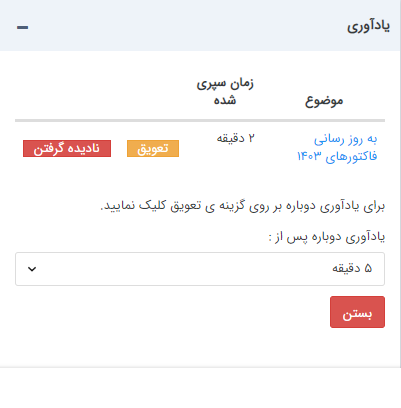 یادآوری
موضوع
زمان سپری
شده
به روز رسانی
فاکتورهای ۱۴۰۳
۲ دقیقه
تعویق
نادیده گرفتن
برای یادآوری دوباره بر روی گزینه ی تعویق کلیک نمایید.
یادآوری دوباره پس از :
۵ دقیقه
بستن